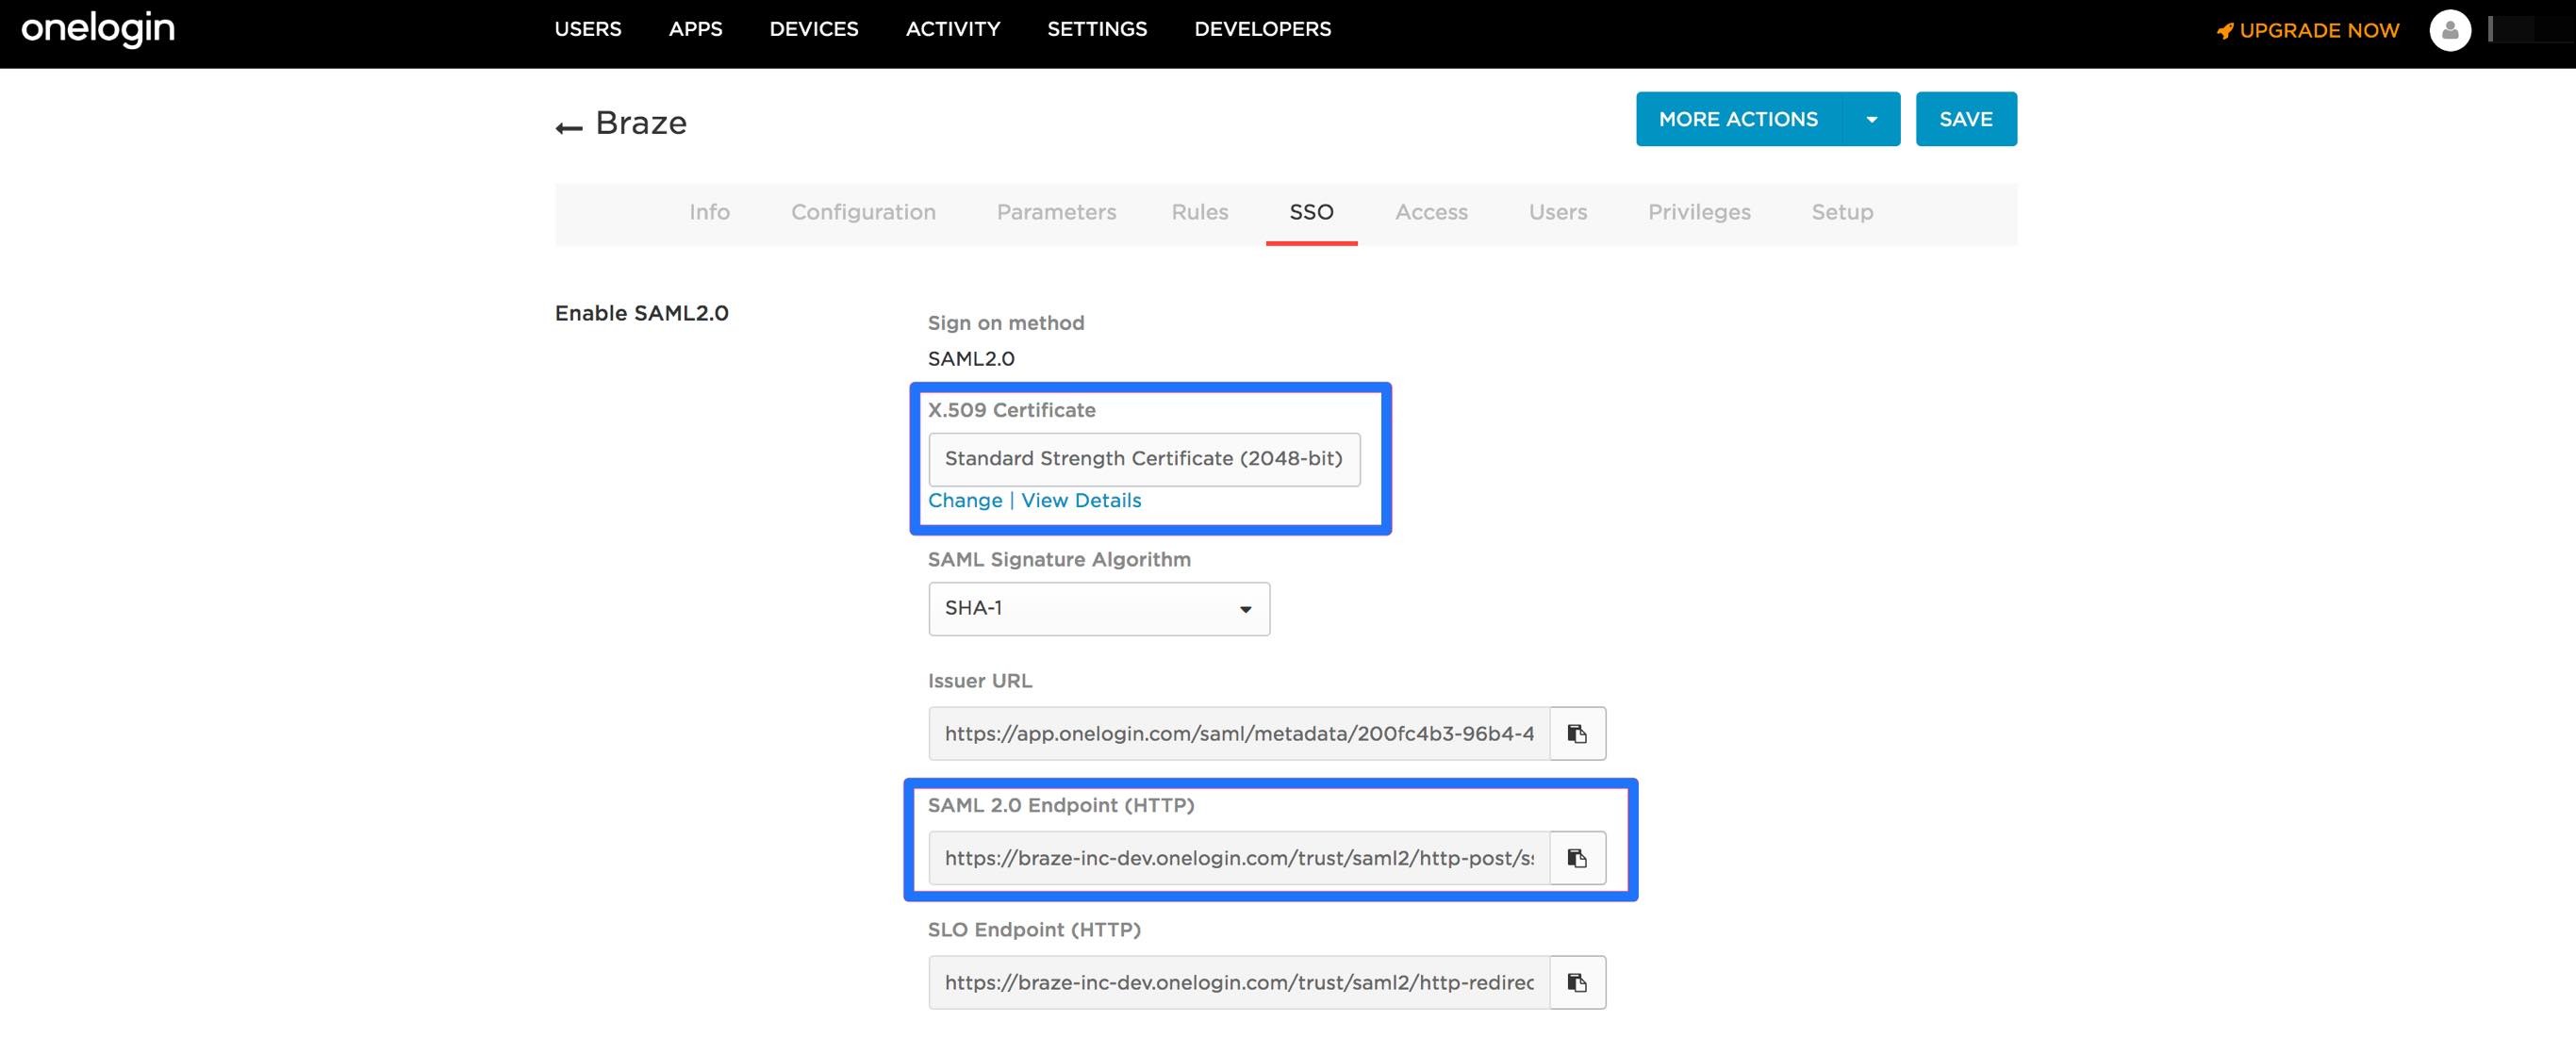 onelogin
USERS APPS DEVICES ACTIVITY SETTINGS DEVELOPERS
UPGRADE NOW
Braze
MORE ACTIONS
SAVE
Info Configuration Parameters Rules SSO Access Users Privileges Setup
Enable SAML2.0
Sign on method
SAML2.0
X.509 Certificate
Standard Strength Certificate (2048-bit)
Change | View Details
SAML Signature Algorithm
SHA-1
Issuer URL
https://app.onelogin.com/saml/metadata/200fc4b3-96b4-4
SAML 2.0 Endpoint (HTTP)
https://braze-inc-dev.onelogin.com/trust/saml2/http-post/ss
SLO Endpoint (HTTP)
https://braze-inc-dev.onelogin.com/trust/saml2/http-redirec